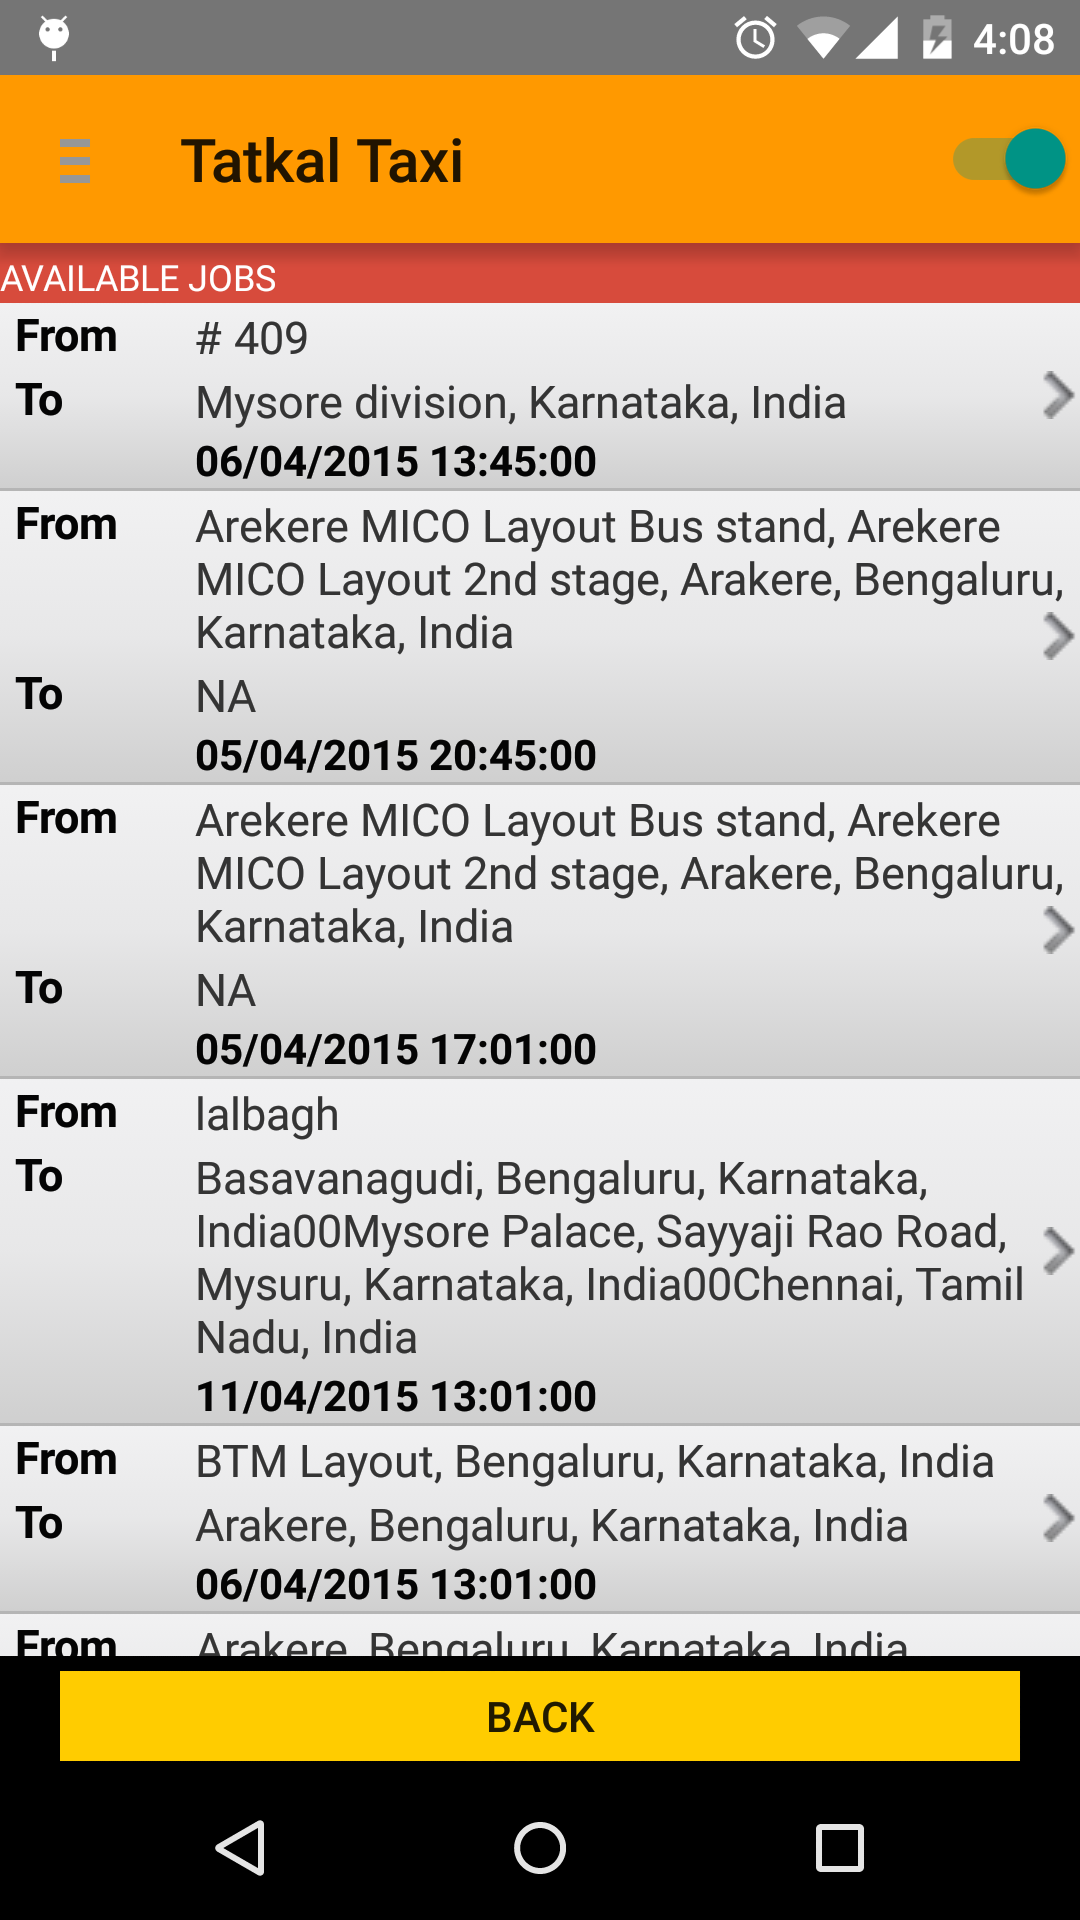 4:08
Tatkal Taxi
AVAILABLE JOBS
From # 409
To Mysore division, Karnataka, India
06/04/2015 13:45:00
From Arekere MICO Layout Bus stand, Arekere
MICO Layout 2nd stage, Arakere, Bengaluru,
Karnataka, India
To NA
05/04/2015 20:45:00
From Arekere MICO Layout Bus stand, Arekere
MICO Layout 2nd stage, Arakere, Bengaluru,
Karnataka, India
To NA
05/04/2015 17:01:00
From lalbagh
To Basavanagudi, Bengaluru, Karnataka,
India00Mysore Palace, Sayyaji Rao Road,
Mysuru, Karnataka, India00Chennai, Tamil
Nadu, India
11/04/2015 13:01:00
From BTM Layout, Bengaluru, Karnataka, India
To Arakere, Bengaluru, Karnataka, India
06/04/2015 13:01:00
From Arakere, Bengaluru, Karnataka, India
BACK